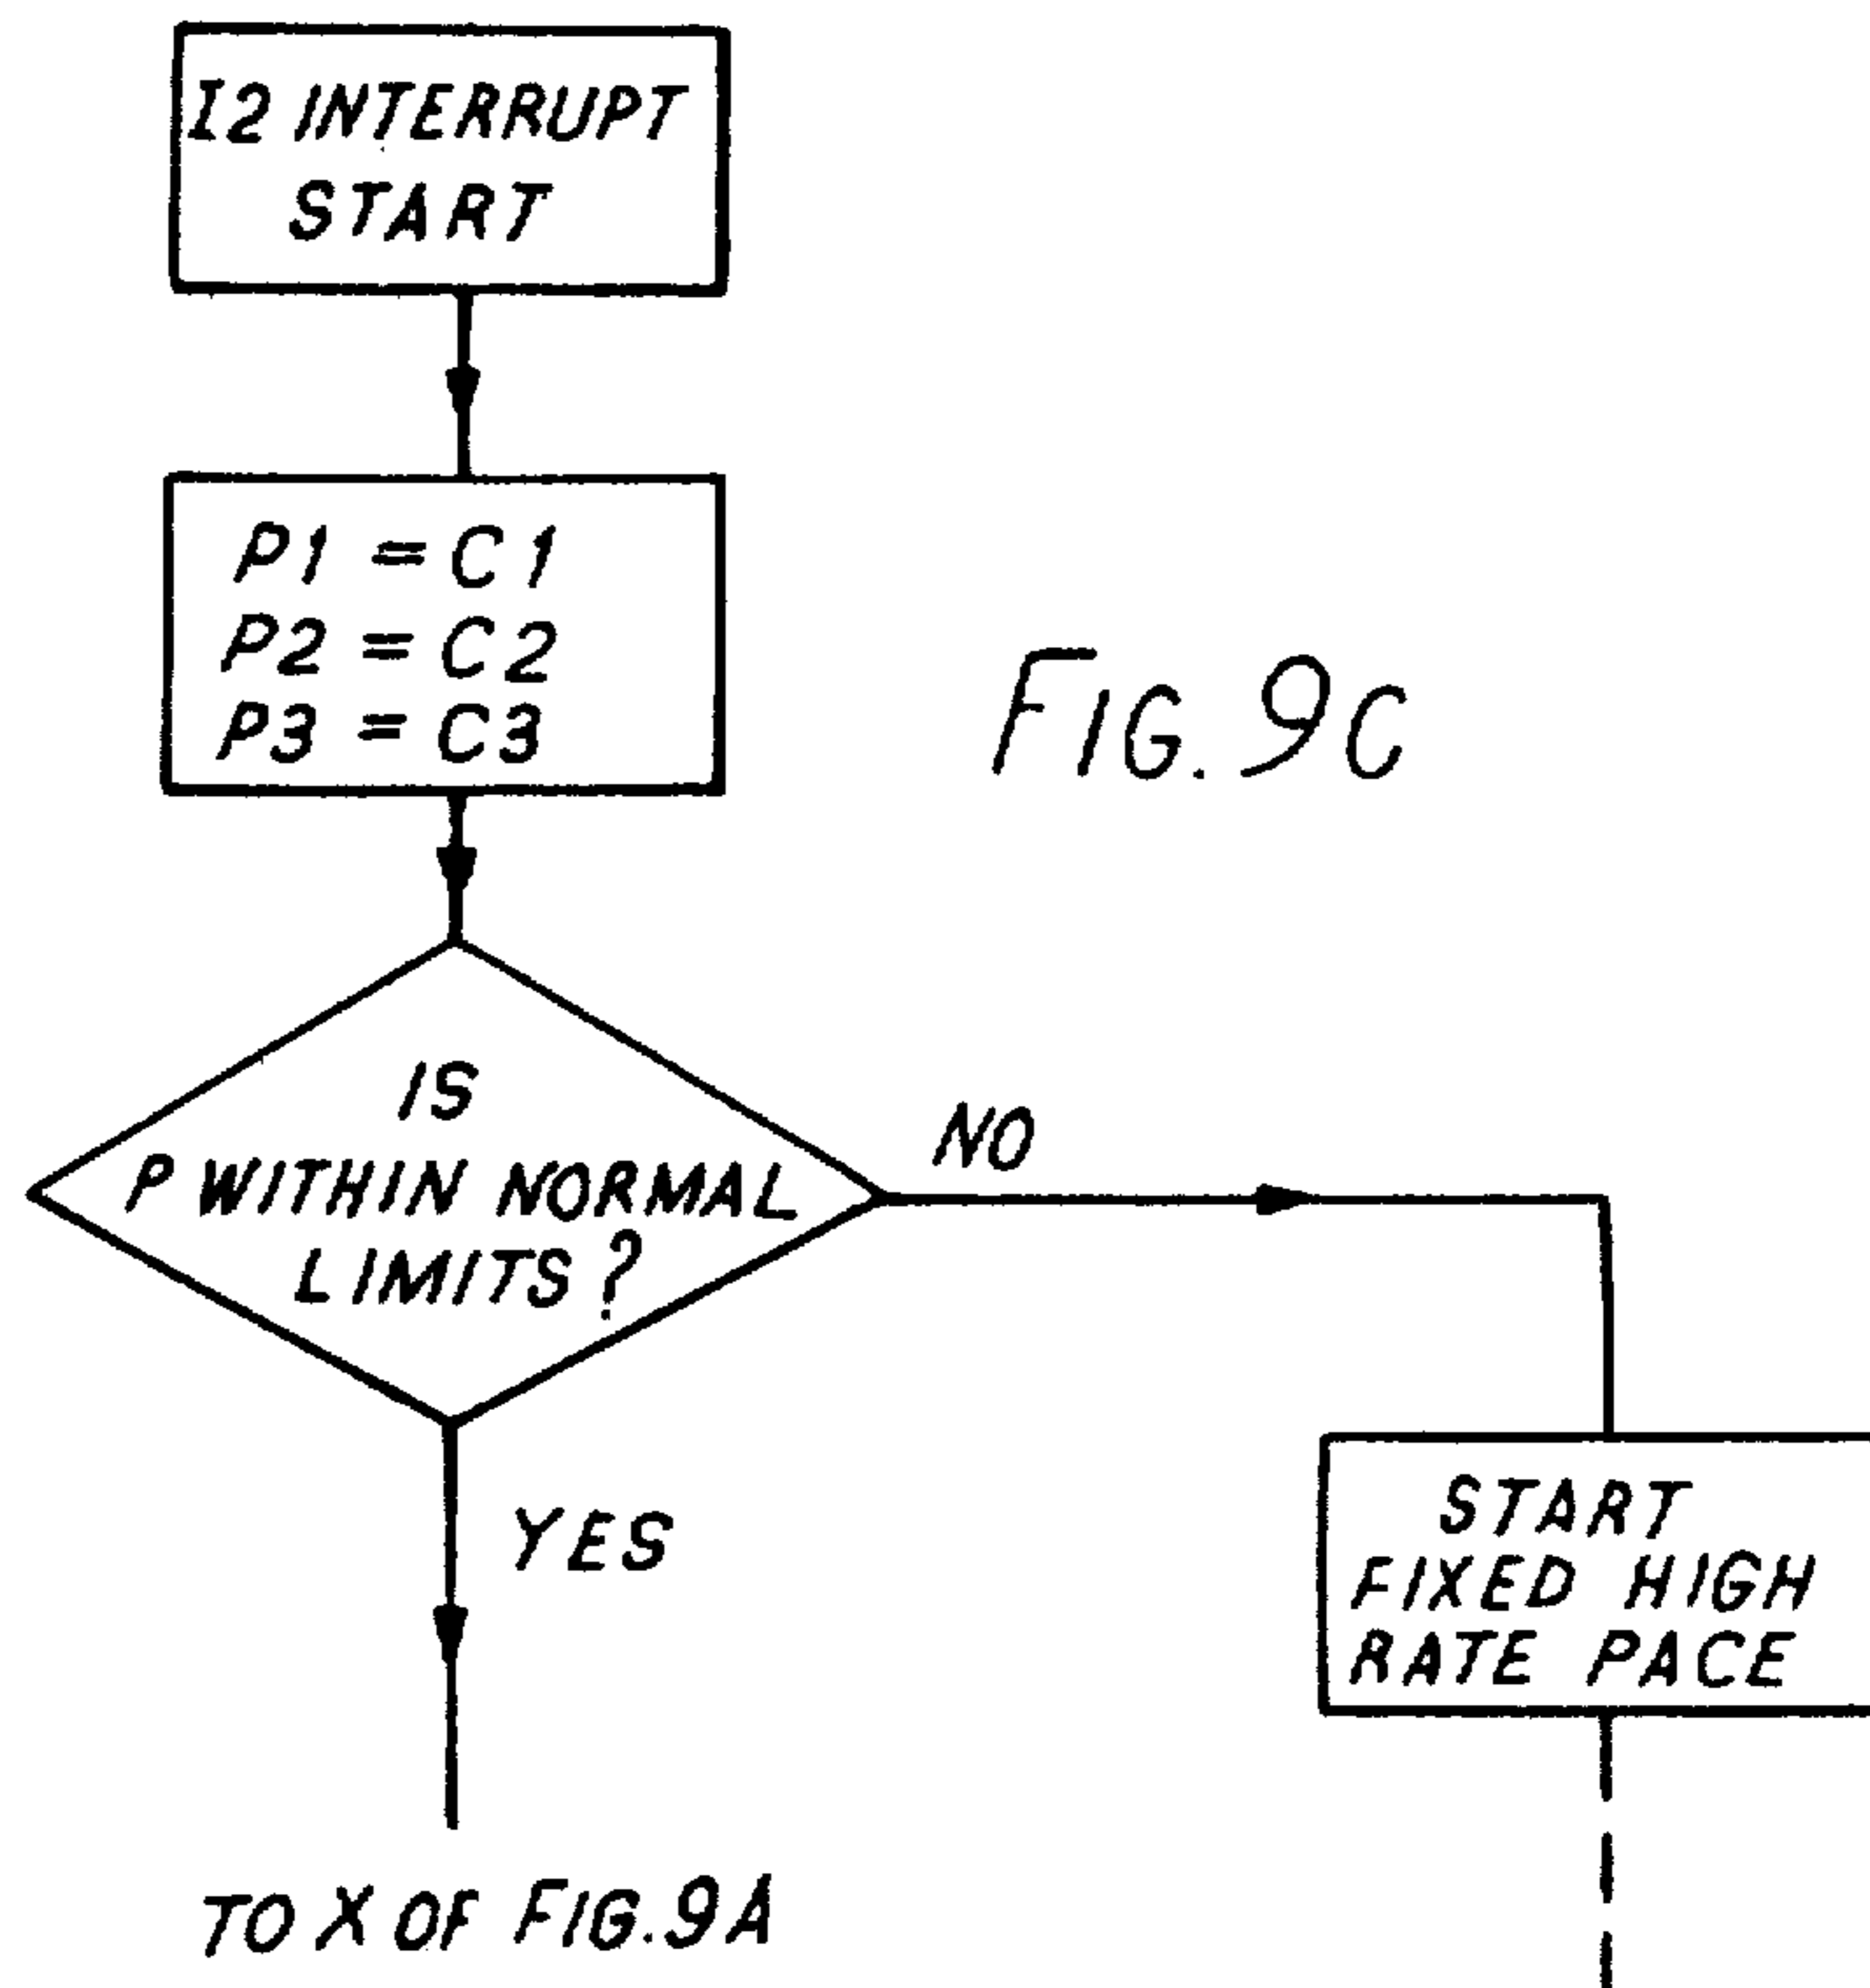 I2 INTERRUPT
START
P1 = C1
P2 = C2
P3 = C3
FIG. 9C
IS
P WITHIN NORMAL
LIMITS?
NO
YES
START
FIXED HIGH
RATE PACE
TO X OF FIG. 9A